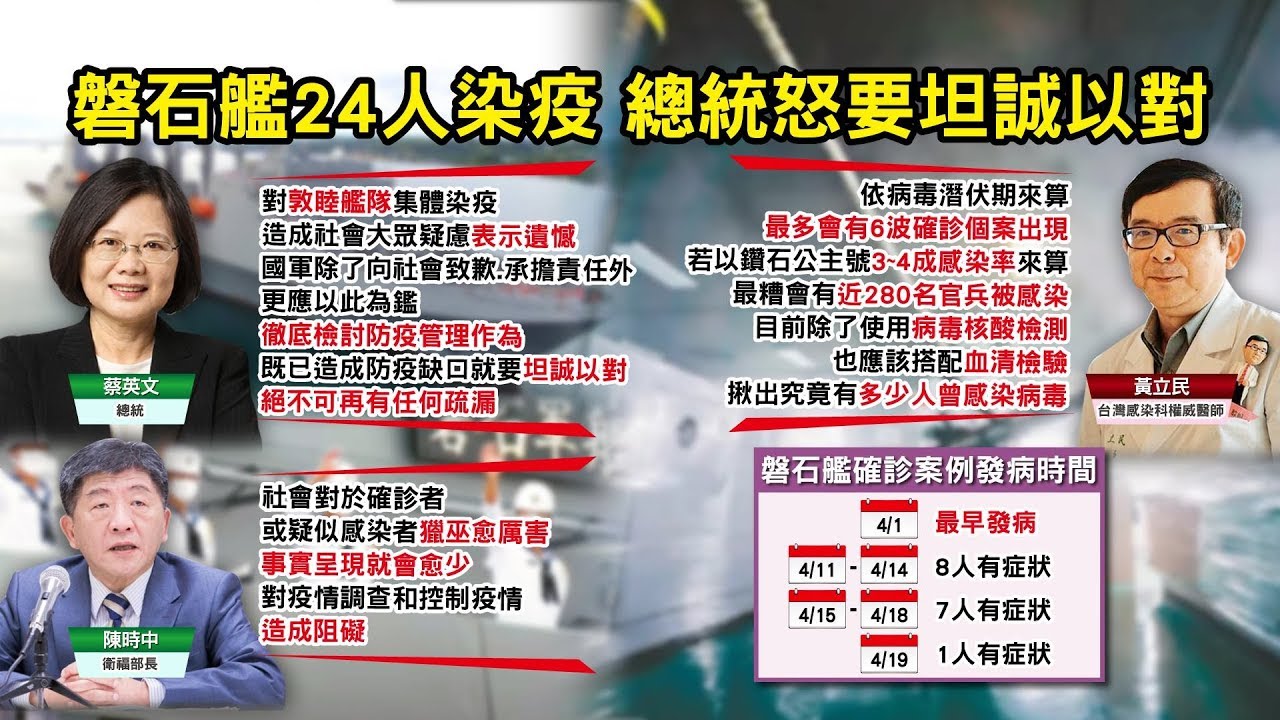 磐石艦24人染疫 總統怒要坦誠以對
對敦睦艦隊集體染疫
造成社會大眾疑慮表示遺憾
國軍除了向社會致歉.承擔責任外
更應以此為鑑
徹底檢討防疫管理作為
既已造成防疫缺口就要坦誠以對
絕不可再有任何疏漏
蔡英文
總統
依病毒潛伏期來算
最多會有6波確診個案出現
若以鑽石公主號3~4成感染率來算
最糟會有近280名官兵被感染
目前除了使用病毒核酸檢測
也應該搭配血清檢驗
揪出究竟有多少人曾感染病毒
黃立民
台灣感染科權威醫師
社會對於確診者
或疑似感染者獵巫愈厲害
事實呈現就會愈少
對疫情調查和控制疫情
造成阻礙
陳時中
衛福部長
磐石艦確診案例發病時間
4/1 最早發病
4/11 - 4/14 8人有症狀
4/15 - 4/18 7人有症狀
4/19 1人有症狀